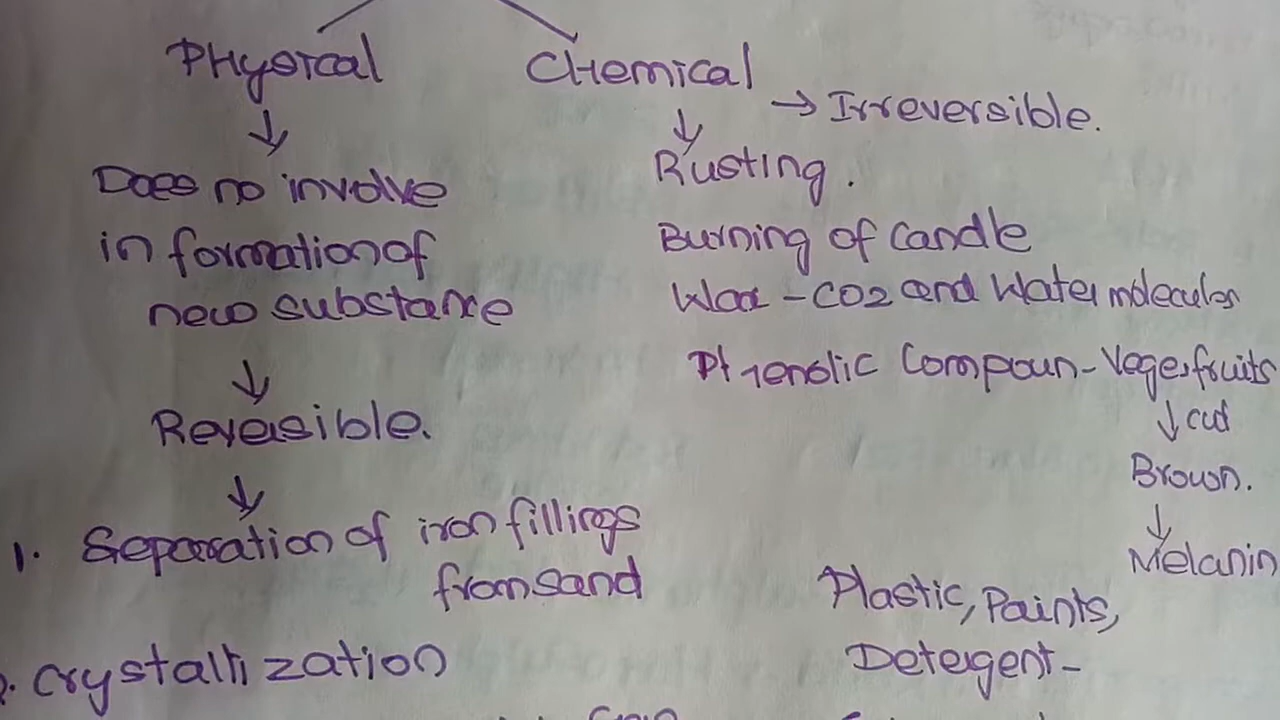 Physical
Does no involve
in formation of
new substance
Reversible.
1. Separation of iron fillings
from sand
2. Crystallization
Chemical
→ Irreversible.
Rusting.
Burning of candle
Wax - CO2 and Water molecules
Phenolic Compoun - Vege, fruits
↓ cut
Brown.
Melanin
Plastic, Paints,
Detergent -